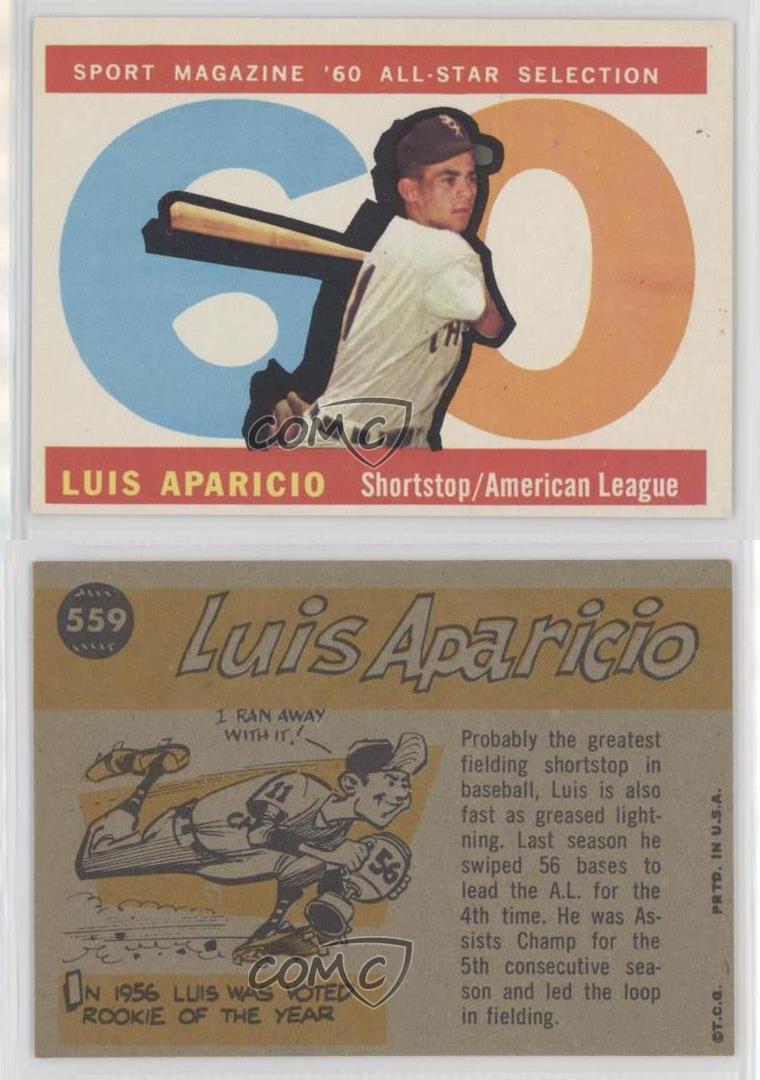 SPORT MAGAZINE '60 ALL-STAR SELECTION
60
SOX
CH
COMC
LUIS APARICIO Shortstop/American League
559
Luis Aparicio
I RAN AWAY
WITH IT!
11
56
Probably the greatest
fielding shortstop in
baseball, Luis is also
fast as greased light-
ning. Last season he
swiped 56 bases to
lead the A.L. for the
4th time. He was As-
sists Champ for the
5th consecutive sea-
son and led the loop
in fielding.
COMC
IN 1956 LUIS WAS VOTED
ROOKIE OF THE YEAR
©T.C.G. PRTD. IN U.S.A.